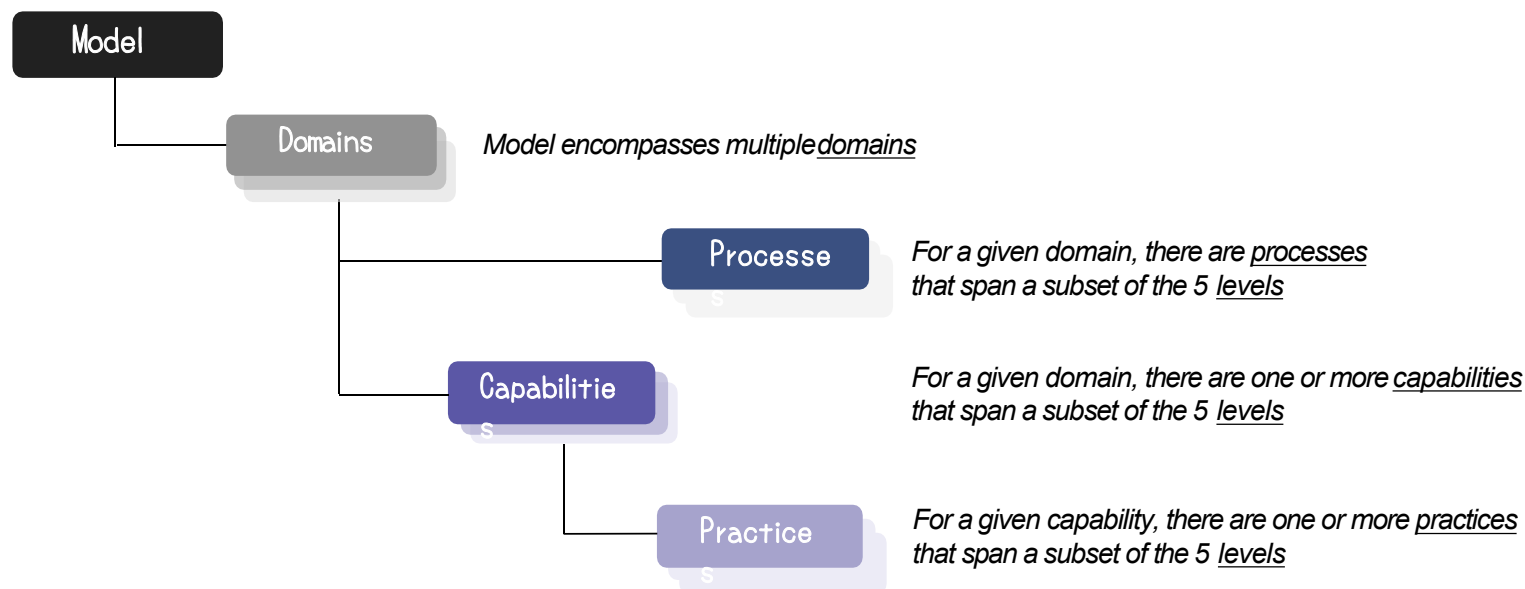 Model
Domains
Model encompasses multiple domains
Processe
s
For a given domain, there are processes
that span a subset of the 5 levels
Capabilitie
s
For a given domain, there are one or more capabilities
that span a subset of the 5 levels
Practice
s
For a given capability, there are one or more practices
that span a subset of the 5 levels